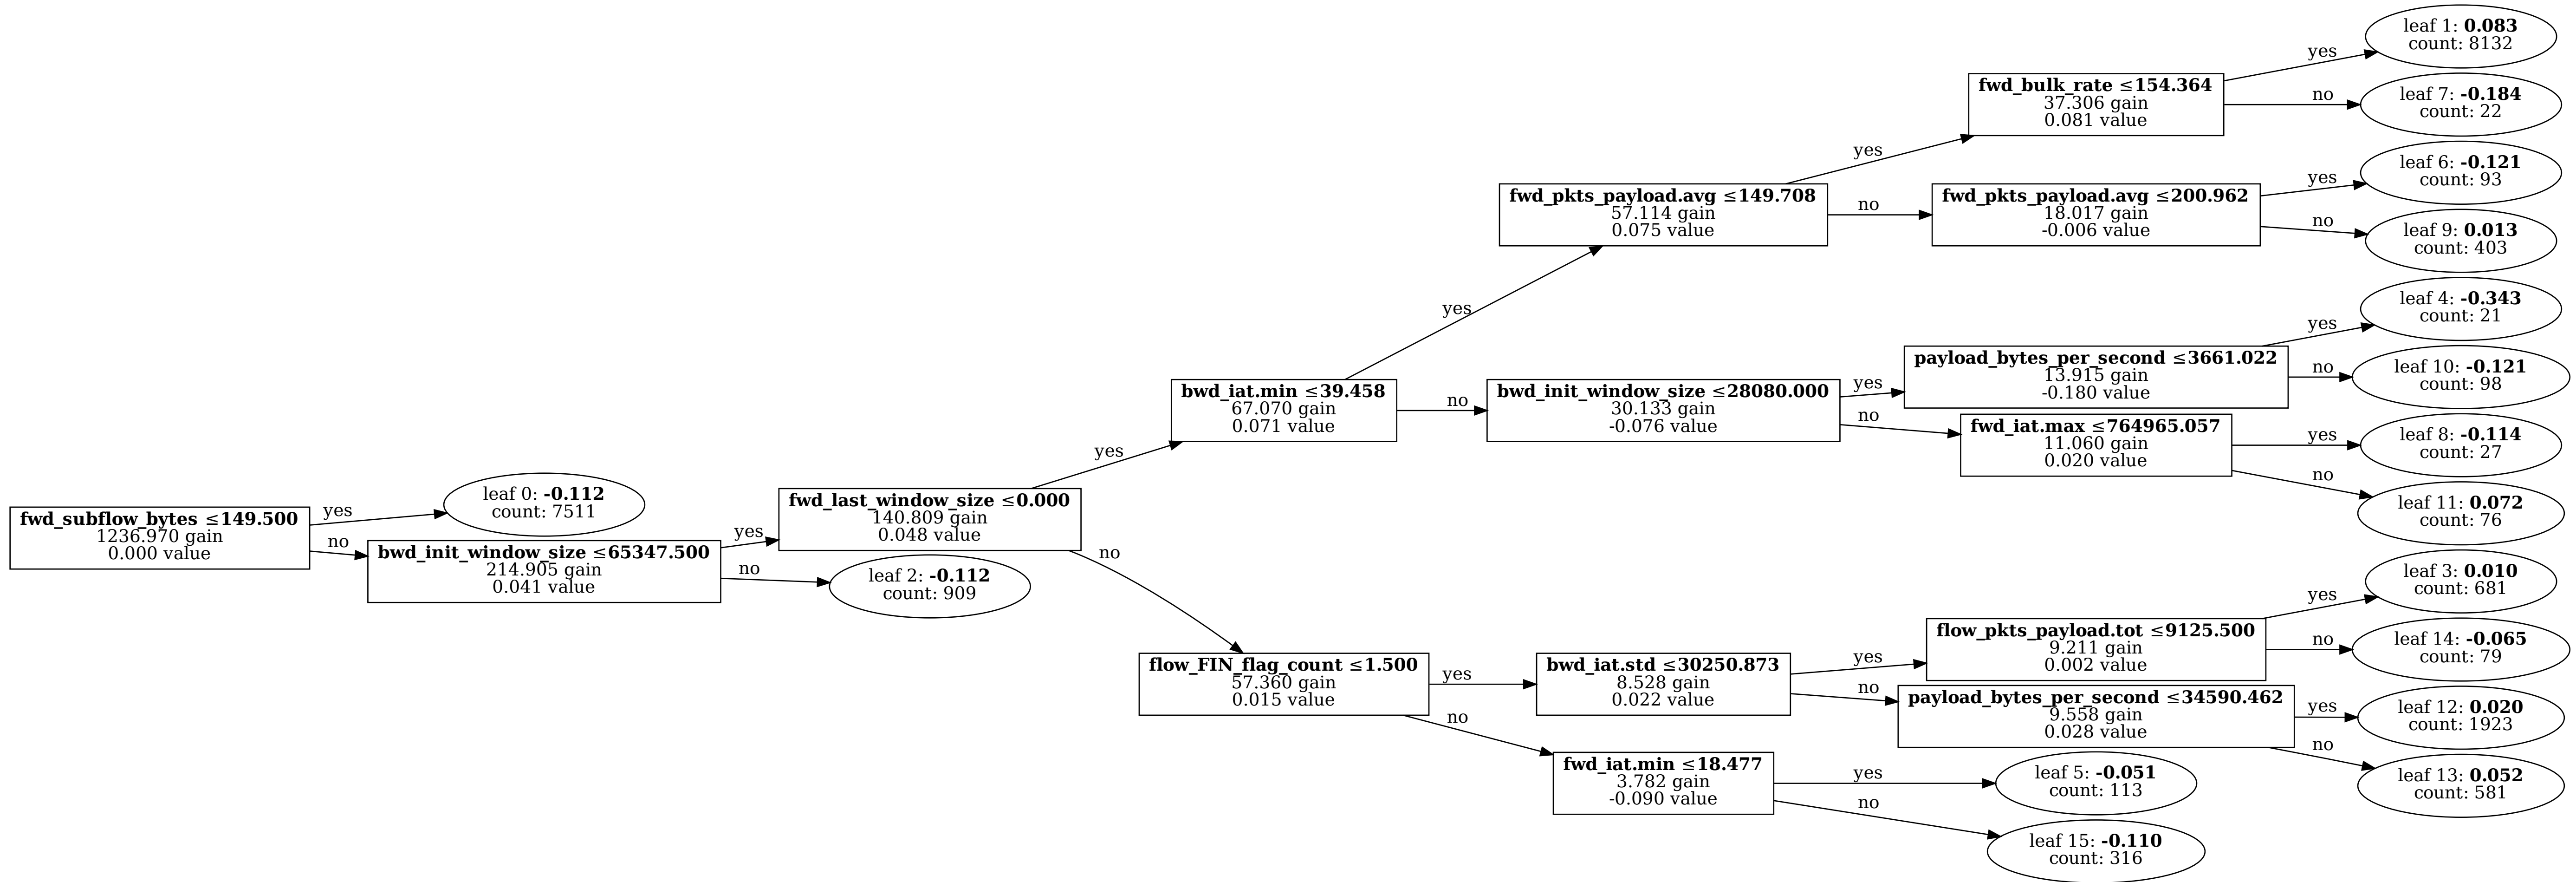 fwd_subflow_bytes ≤149.500
1236.970 gain
0.000 value
yes
no
leaf 0: -0.112
count: 7511
bwd_init_window_size ≤65347.500
214.905 gain
0.041 value
yes
no
fwd_last_window_size ≤0.000
140.809 gain
0.048 value
leaf 2: -0.112
count: 909
yes
no
bwd_iat.min ≤39.458
67.070 gain
0.071 value
yes
no
flow_FIN_flag_count ≤1.500
57.360 gain
0.015 value
yes
no
fwd_pkts_payload.avg ≤149.708
57.114 gain
0.075 value
yes
no
bwd_init_window_size ≤28080.000
30.133 gain
-0.076 value
yes
no
bwd_iat.std ≤30250.873
8.528 gain
0.022 value
yes
no
fwd_iat.min ≤18.477
3.782 gain
-0.090 value
yes
no
fwd_bulk_rate ≤154.364
37.306 gain
0.081 value
yes
no
fwd_pkts_payload.avg ≤200.962
18.017 gain
-0.006 value
yes
no
payload_bytes_per_second ≤3661.022
13.915 gain
-0.180 value
yes
no
fwd_iat.max ≤764965.057
11.060 gain
0.020 value
yes
no
flow_pkts_payload.tot ≤9125.500
9.211 gain
0.002 value
yes
no
payload_bytes_per_second ≤34590.462
9.558 gain
0.028 value
yes
no
leaf 5: -0.051
count: 113
leaf 15: -0.110
count: 316
leaf 1: 0.083
count: 8132
leaf 7: -0.184
count: 22
leaf 6: -0.121
count: 93
leaf 9: 0.013
count: 403
leaf 4: -0.343
count: 21
leaf 10: -0.121
count: 98
leaf 8: -0.114
count: 27
leaf 11: 0.072
count: 76
leaf 3: 0.010
count: 681
leaf 14: -0.065
count: 79
leaf 12: 0.020
count: 1923
leaf 13: 0.052
count: 581